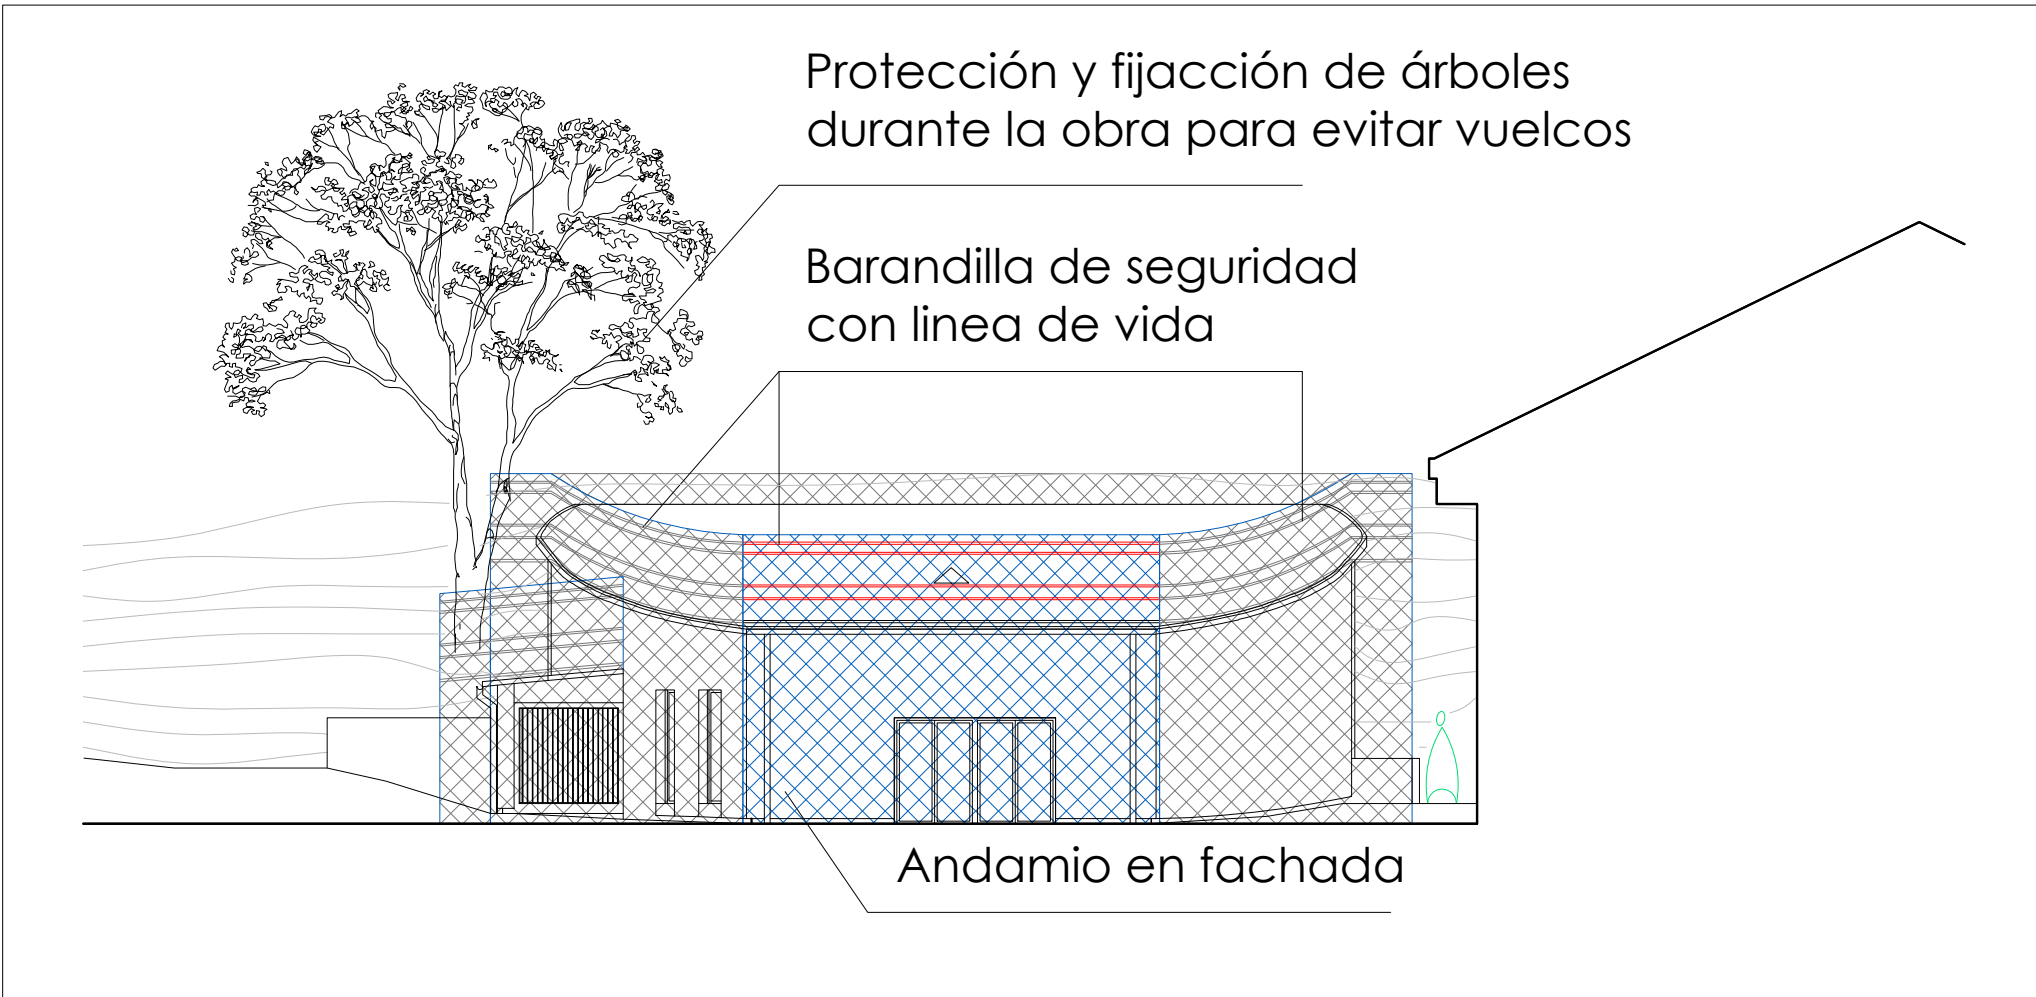 Protección y fijacción de árboles
durante la obra para evitar vuelcos
Barandilla de seguridad
con linea de vida
Andamio en fachada